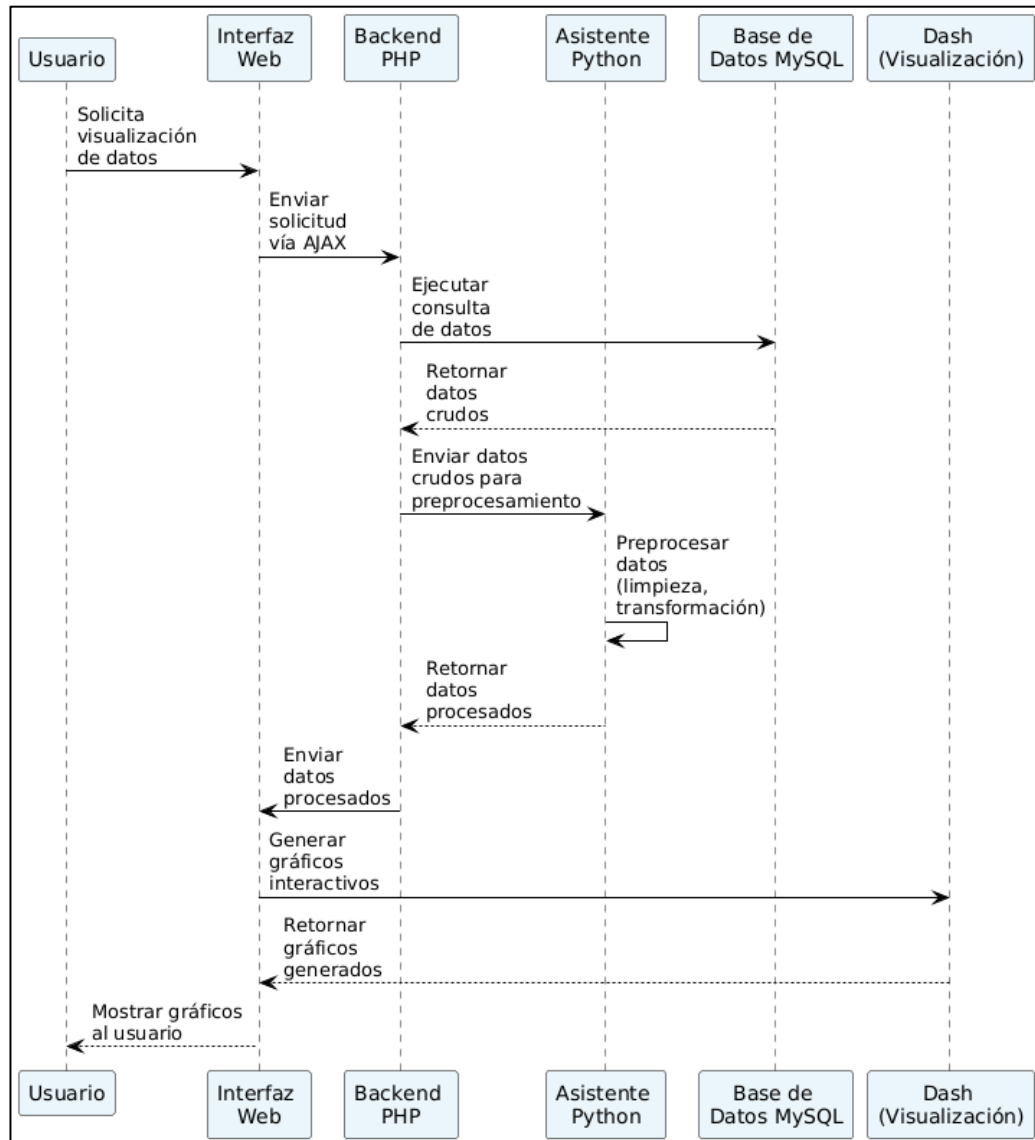 Usuario
Interfaz
Web
Backend
PHP
Asistente
Python
Base de
Datos MySQL
Dash
(Visualización)
Solicita
visualización
de datos
Enviar
solicitud
vía AJAX
Ejecutar
consulta
de datos
Retornar
datos
crudos
Enviar datos
crudos para
preprocesamiento
Preprocesar
datos
(limpieza,
transformación)
Retornar
datos
procesados
Enviar
datos
procesados
Generar
gráficos
interactivos
Retornar
gráficos
generados
Mostrar gráficos
al usuario
Usuario
Interfaz
Web
Backend
PHP
Asistente
Python
Base de
Datos MySQL
Dash
(Visualización)